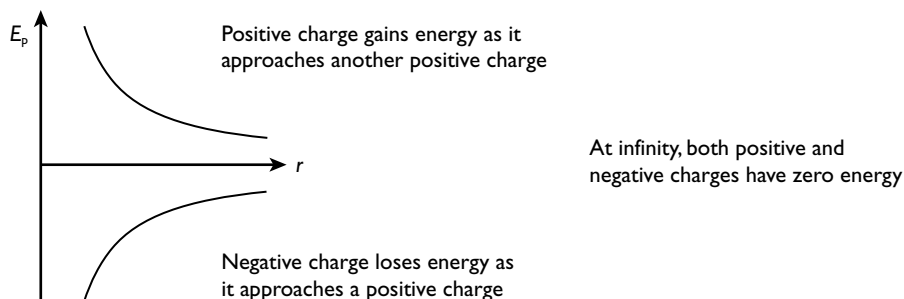 E_P
Positive charge gains energy as it
approaches another positive charge
r
At infinity, both positive and
negative charges have zero energy
Negative charge loses energy as
it approaches a positive charge